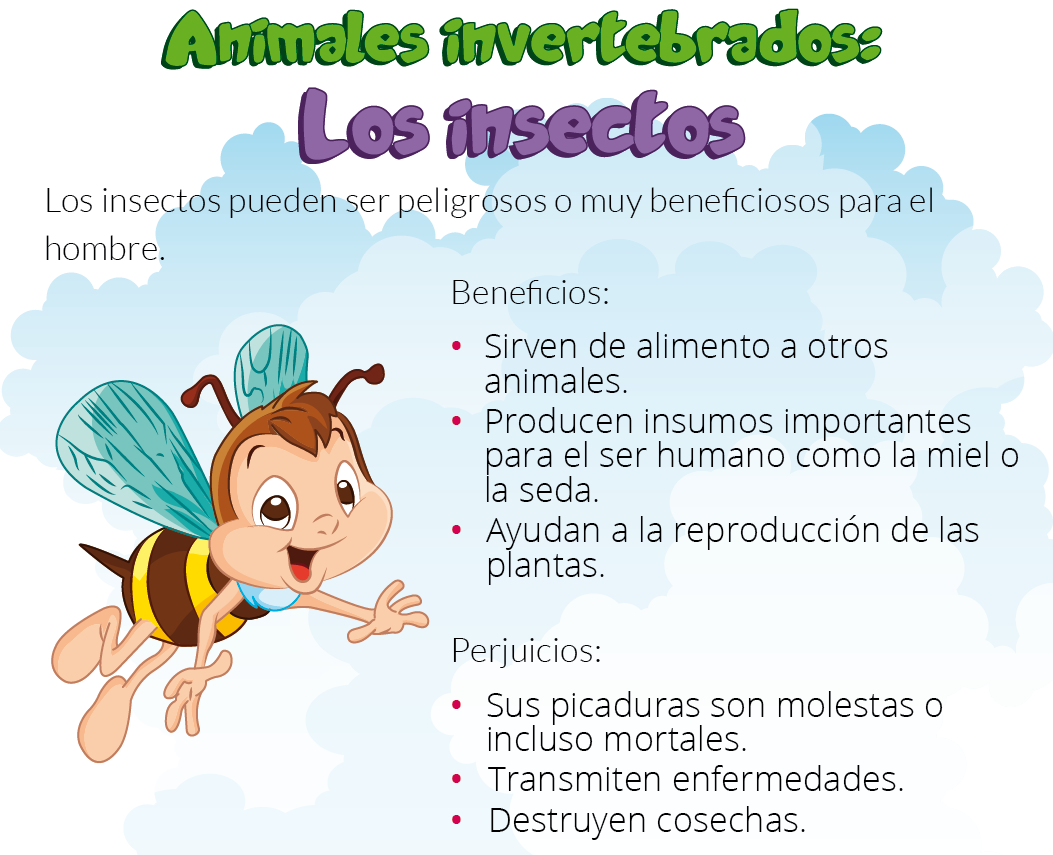 Animales invertebrados:
Los insectos
Los insectos pueden ser peligrosos o muy beneficiosos para el
hombre.
Beneficios:
• Sirven de alimento a otros
animales.
• Producen insumos importantes
para el ser humano como la miel o
la seda.
• Ayudan a la reproducción de las
plantas.
Perjuicios:
• Sus picaduras son molestas o
incluso mortales.
• Transmiten enfermedades.
• Destruyen cosechas.